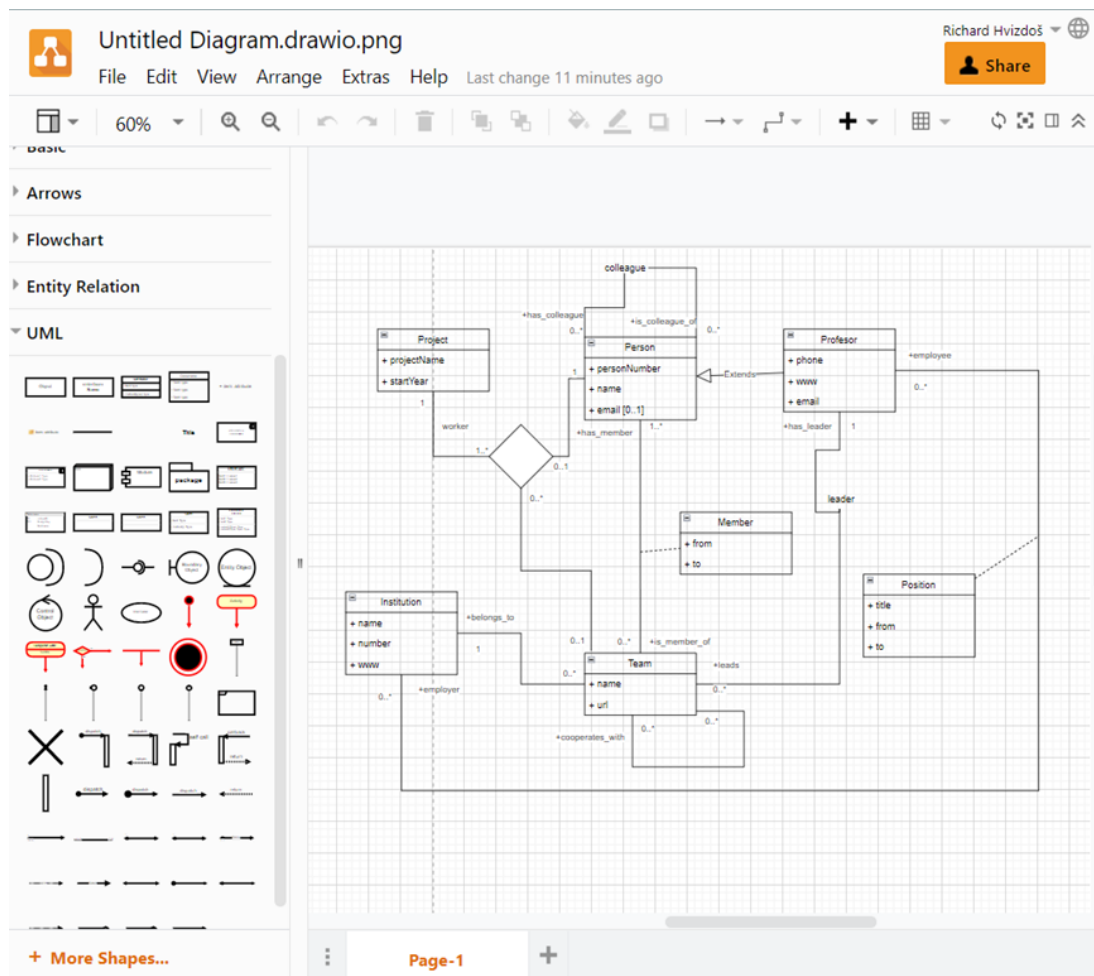 Untitled Diagram.drawio.png
Richard Hvizdoš
File Edit View Arrange Extras Help Last change 11 minutes ago
Share
60%
Basic
Arrows
Flowchart
Entity Relation
UML
Title
package
+ More Shapes...
Page-1
colleague
+has_colleague
0..*
+is_colleague_of
0..*
Project
+ projectName
+ startYear
1
worker
1..*
Person
+ personNumber
+ name
+ email [0..1]
1
+has_member
1..*
0..1
0..*
Extends
Profesor
+ phone
+ www
+ email
+employee
0..*
+has_leader
1
leader
Member
+ from
+ to
Position
+ title
+ from
+ to
Institution
+ name
+ number
+ www
+belongs_to
1
0..*
+employer
0..*
0..1
0..*
+is_member_of
Team
+ name
+ url
+leads
0..*
0..*
0..*
+cooperates_with